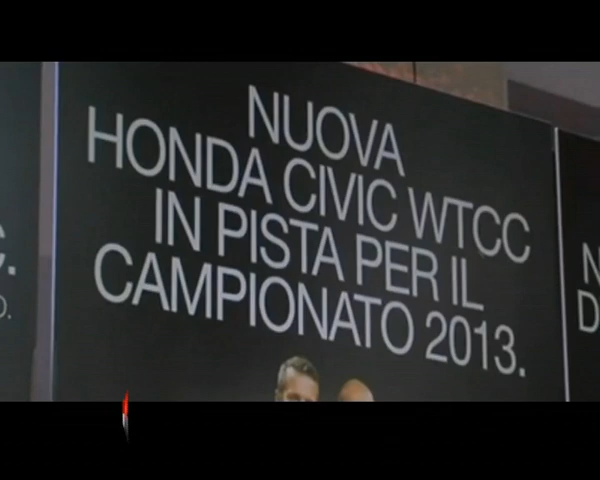 NUOVA
HONDA CIVIC WTCC
IN PISTA PER IL
CAMPIONATO 2013.